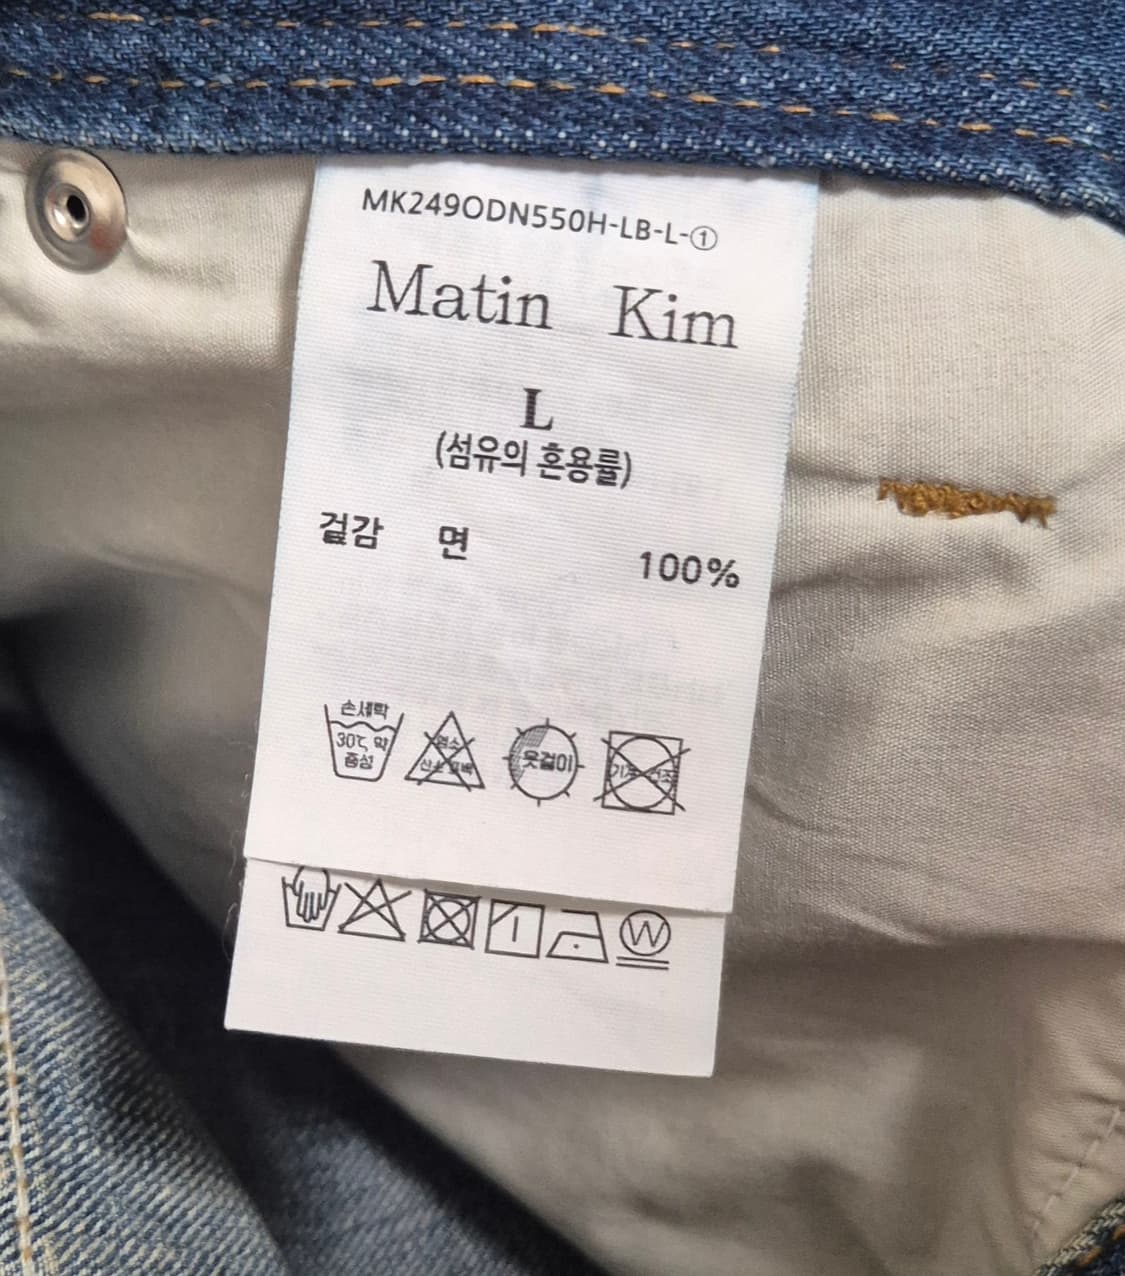 MK249ODN550H-LB-L-①
Matin Kim
L
(섬유의 혼용률)
겉감 면 100%
손세탁
30℃ 약
중성
염소
산소 표백
옷걸이
기계 건조
W